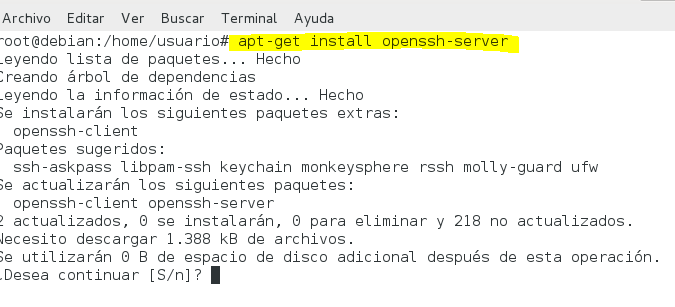 Archivo Editar Ver Buscar Terminal Ayuda
root@debian:/home/usuario# apt-get install openssh-server
Leyendo lista de paquetes... Hecho
Creando árbol de dependencias
Leyendo la información de estado... Hecho
Se instalarán los siguientes paquetes extras:
openssh-client
Paquetes sugeridos:
ssh-askpass libpam-ssh keychain monkeysphere rssh molly-guard ufw
Se actualizarán los siguientes paquetes:
openssh-client openssh-server
2 actualizados, 0 se instalarán, 0 para eliminar y 218 no actualizados.
Necesito descargar 1.388 kB de archivos.
Se utilizarán 0 B de espacio de disco adicional después de esta operación.
¿Desea continuar [S/n]?